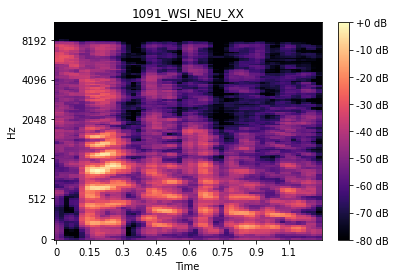 1091_WSI_NEU_XX
+0 dB
8192
-10 dB
4096
-20 dB
-30 dB
2048
Hz
-40 dB
1024
-50 dB
512
-60 dB
-70 dB
0
-80 dB
0 0.15 0.3 0.45 0.6 0.75 0.9 1.1
Time